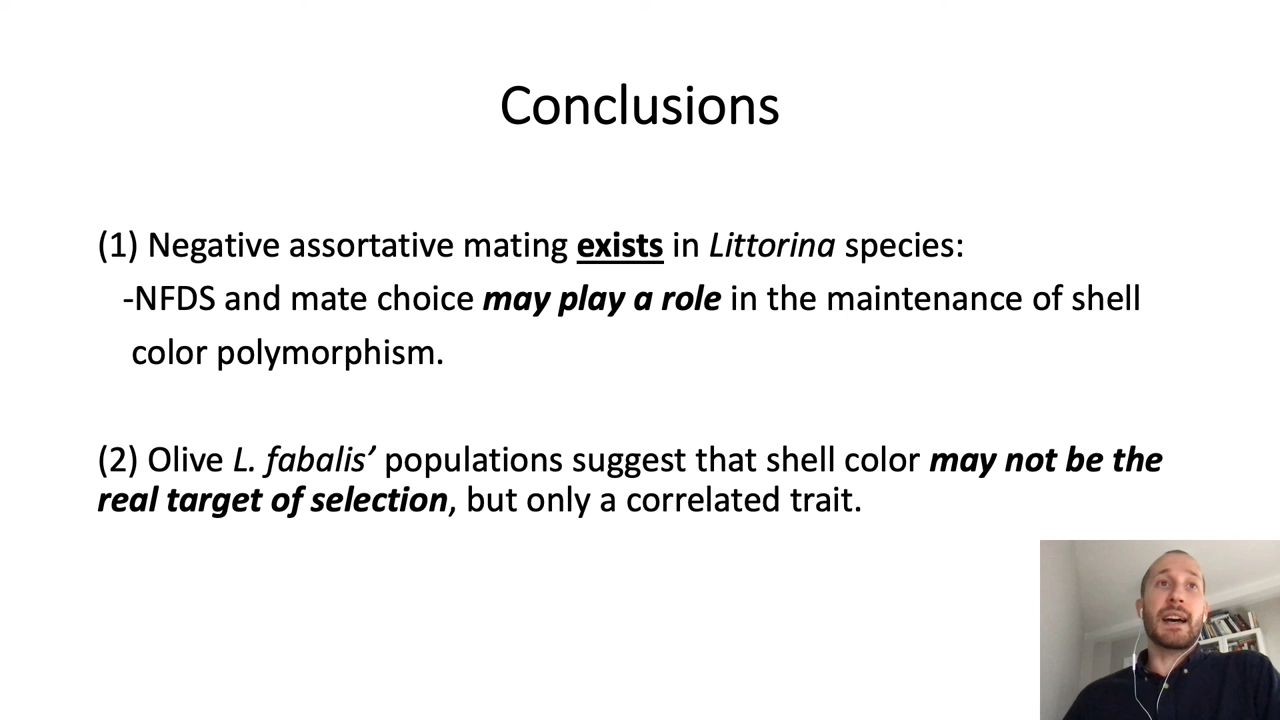 Conclusions
(1) Negative assortative mating exists in Littorina species:
-NFDS and mate choice may play a role in the maintenance of shell
color polymorphism.
(2) Olive L. fabalis’ populations suggest that shell color may not be the
real target of selection, but only a correlated trait.